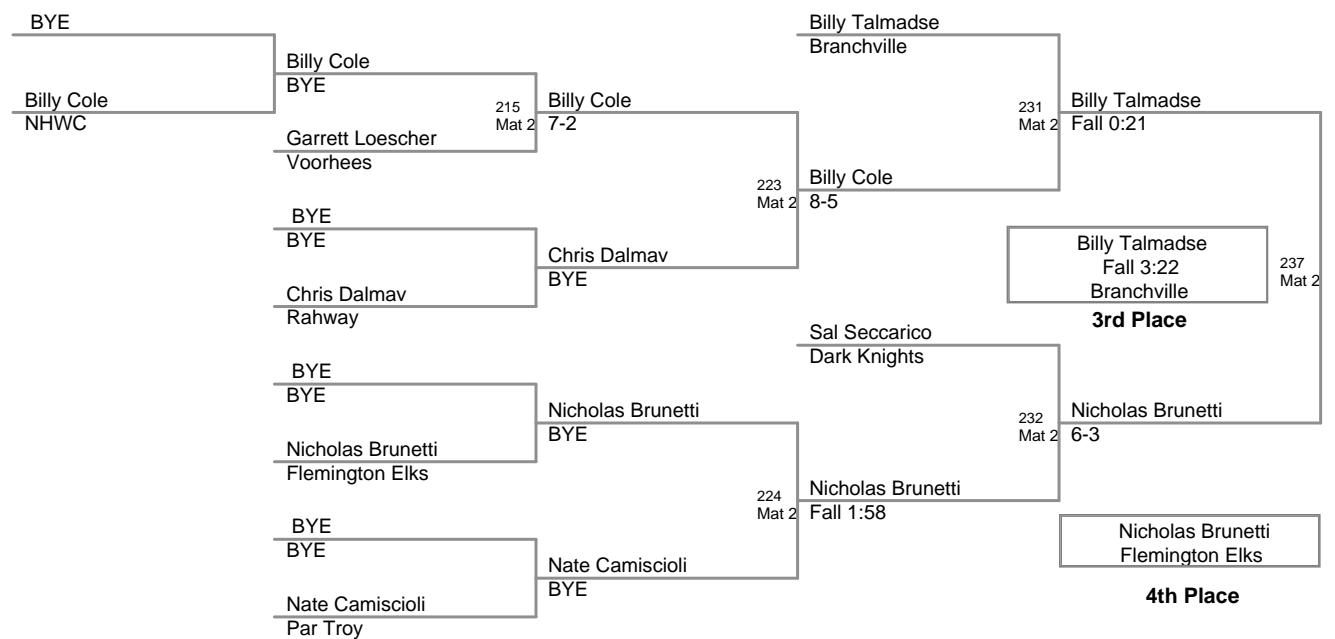 BYE
Billy Cole
NHWC
Billy Cole
BYE
Garrett Loescher
Voorhees
BYE
BYE
Chris Dalmav
Rahway
BYE
BYE
Nicholas Brunetti
Flemington Elks
BYE
BYE
Nate Camiscioli
Par Troy
215
Mat 2
Billy Cole
7-2
Chris Dalmav
BYE
Nicholas Brunetti
BYE
Nate Camiscioli
BYE
223
Mat 2
224
Mat 2
Billy Talmadse
Branchville
Billy Cole
8-5
Sal Seccarico
Dark Knights
Nicholas Brunetti
Fall 1:58
231
Mat 2
232
Mat 2
Billy Talmadse
Fall 0:21
Nicholas Brunetti
6-3
237
Mat 2
Billy Talmadse
Fall 3:22
Branchville
3rd Place
Nicholas Brunetti
Flemington Elks
4th Place